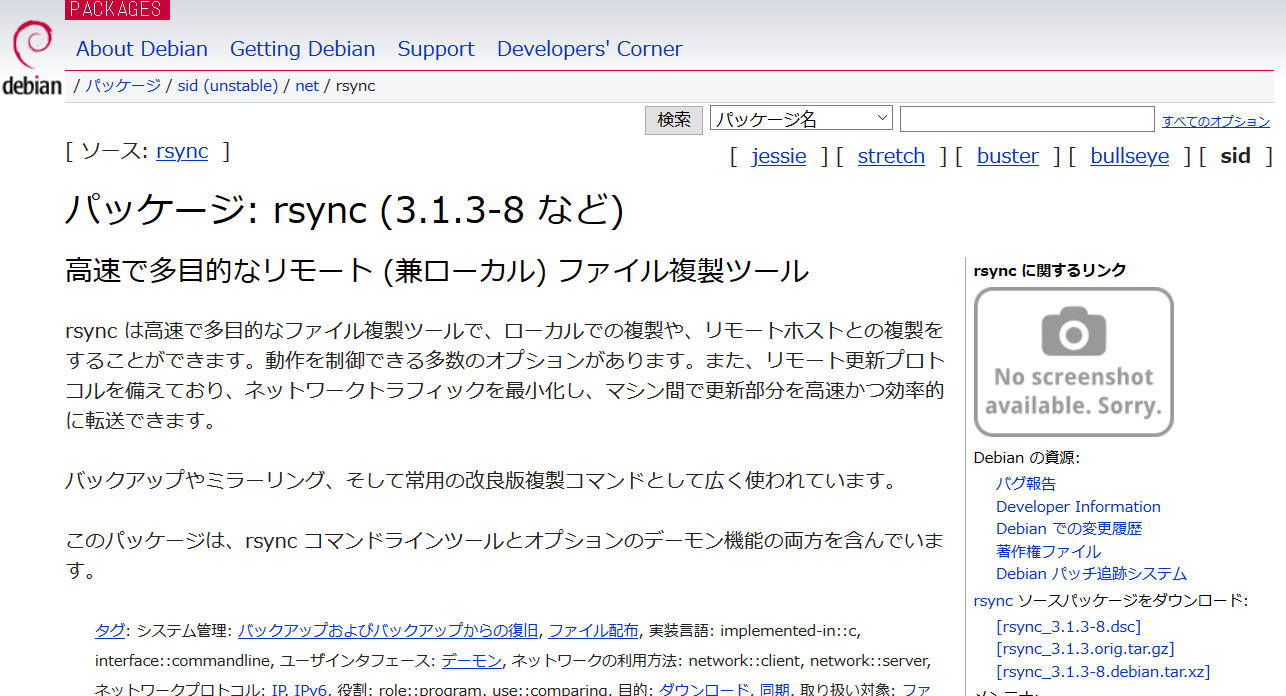 PACKAGES
debian
About Debian Getting Debian Support Developers' Corner
/ パッケージ / sid (unstable) / net / rsync
検索 パッケージ名 すべてのオプション
[ ソース: rsync ]
[ jessie ] [ stretch ] [ buster ] [ bullseye ] [ sid ]
パッケージ: rsync (3.1.3-8 など)
高速で多目的なリモート (兼ローカル) ファイル複製ツール
rsync は高速で多目的なファイル複製ツールで、ローカルでの複製や、リモートホストとの複製を
することができます。動作を制御できる多数のオプションがあります。また、リモート更新プロト
コルを備えており、ネットワークトラフィックを最小化し、マシン間で更新部分を高速かつ効率的
に転送できます。
バックアップやミラーリング、そして常用の改良版複製コマンドとして広く使われています。
このパッケージは、rsync コマンドラインツールとオプションのデーモン機能の両方を含んでいま
す。
タグ: システム管理: バックアップおよびバックアップからの復旧, ファイル配布, 実装言語: implemented-in::c,
interface::commandline, ユーザインタフェース: デーモン, ネットワークの利用方法: network::client, network::server,
ネットワークプロトコル: IP, IPv6, 役割: role::program, use::comparing, 目的: ダウンロード, 同期, 取り扱い対象: ファ
rsync に関するリンク
No screenshot
available. Sorry.
Debian の資源:
バグ報告
Developer Information
Debian での変更履歴
著作権ファイル
Debian パッチ追跡システム
rsync ソースパッケージをダウンロード:
[rsync_3.1.3-8.dsc]
[rsync_3.1.3.orig.tar.gz]
[rsync_3.1.3-8.debian.tar.xz]
メンテナ: